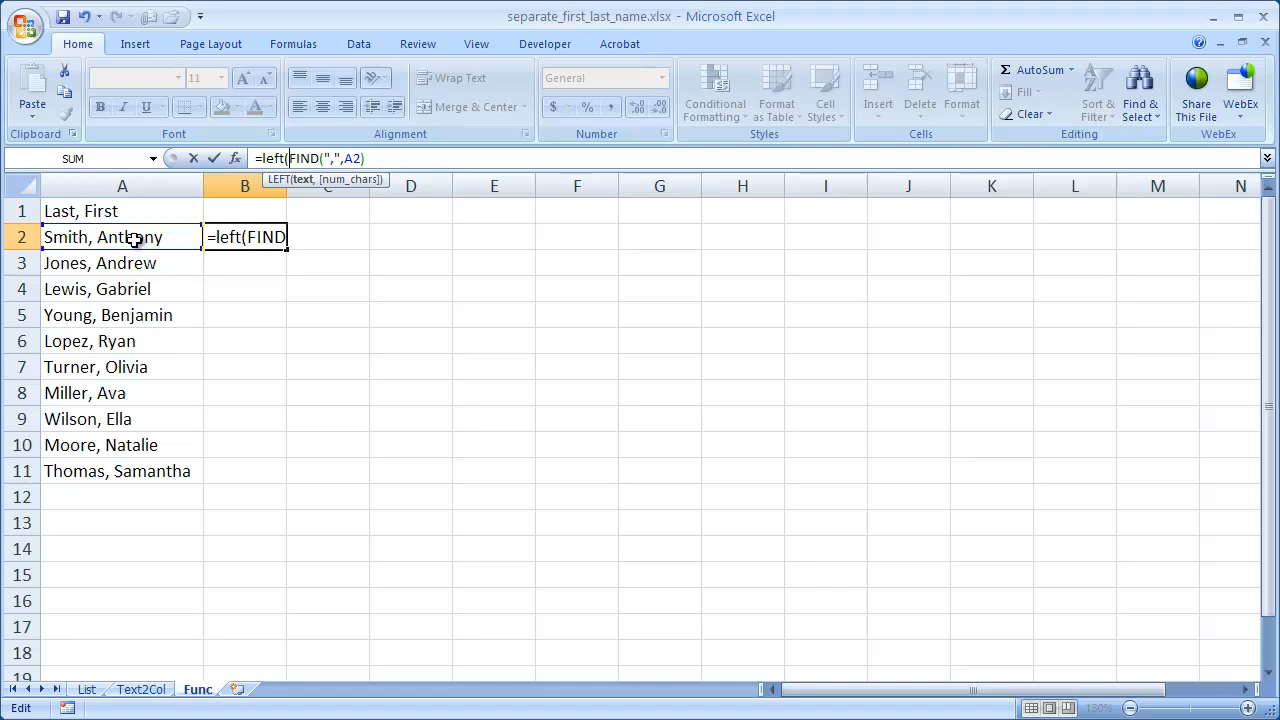 separate_first_last_name.xlsx - Microsoft Excel
Home Insert Page Layout Formulas Data Review View Developer Acrobat
Paste
11
Wrap Text
Merge & Center
General
Conditional Formatting
Format as Table
Cell Styles
Insert Delete Format
AutoSum
Fill
Clear
Sort & Filter
Find & Select
Share This File
WebEx
Clipboard Font Alignment Number Styles Cells Editing WebEx
SUM =left(FIND(",",A2)
LEFT(text, [num_chars])
A B C D E F G H I J K L M N
1 Last, First
2 Smith, Anthony =left(FIND
3 Jones, Andrew
4 Lewis, Gabriel
5 Young, Benjamin
6 Lopez, Ryan
7 Turner, Olivia
8 Miller, Ava
9 Wilson, Ella
10 Moore, Natalie
11 Thomas, Samantha
12
13
14
15
16
17
18
19
List Text2Col Func
Edit 130%